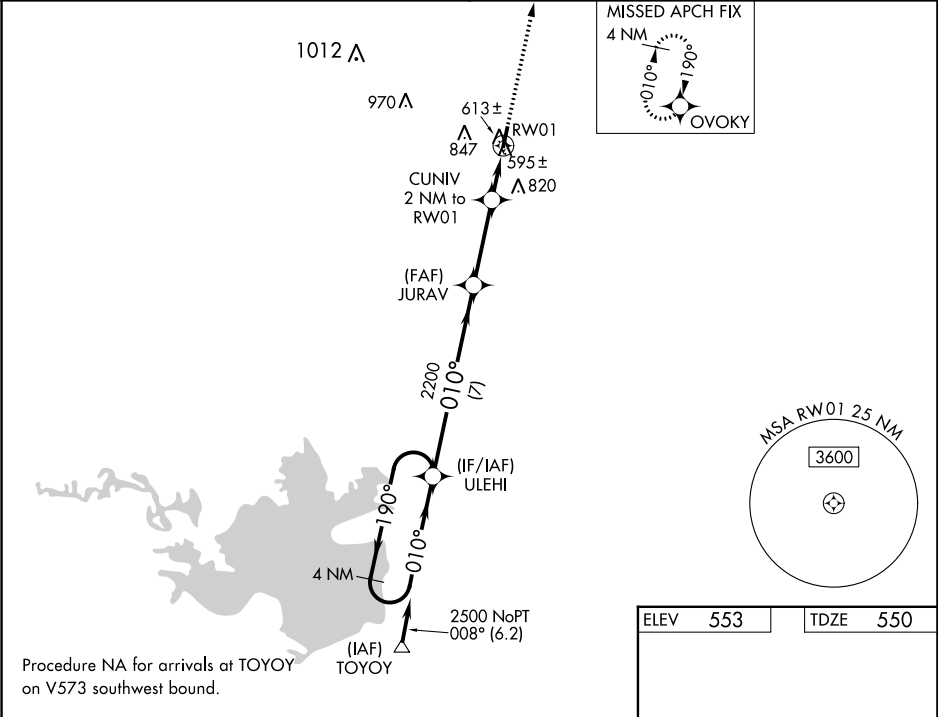 MISSED APCH FIX
4 NM
010°
190°
OVOKY
1012
970
613±
RW01
847
595±
820
CUNIV
2 NM to
RW01
(FAF)
JURAV
2200
010°
(7)
MSA RW01 25 NM
3600
(IF/IAF)
ULEHI
190°
010°
4 NM
2500 NoPT
008° (6.2)
(IAF)
TOYOY
Procedure NA for arrivals at TOYOY
on V573 southwest bound.
ELEV 553
TDZE 550